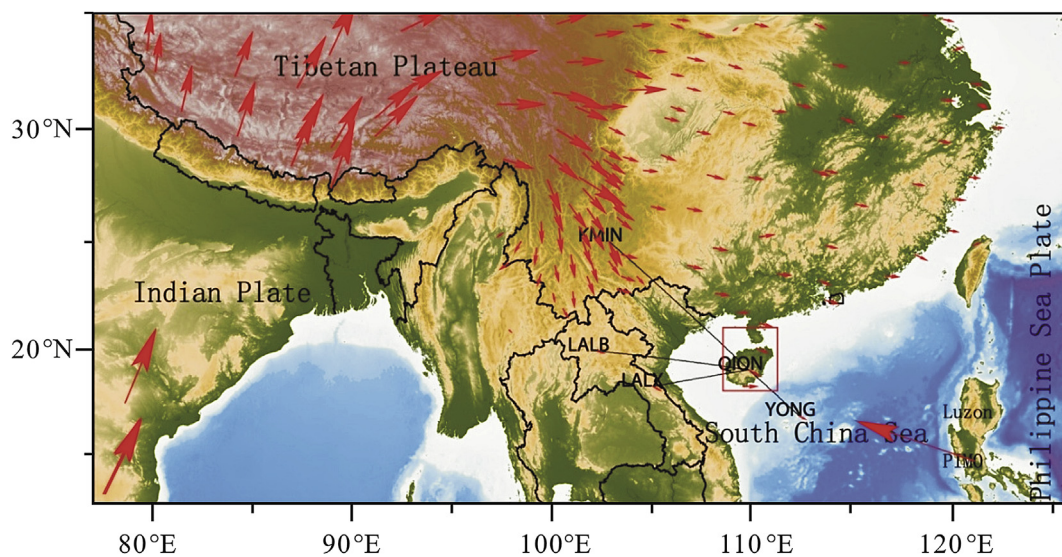 Tibetan Plateau
30°N
KMIN
Indian Plate
20°N
LALB
QION
LALX
YONG
Luzon
South China Sea
PIMO
Philippine Sea Plate
80°E
90°E
100°E
110°E
120°E